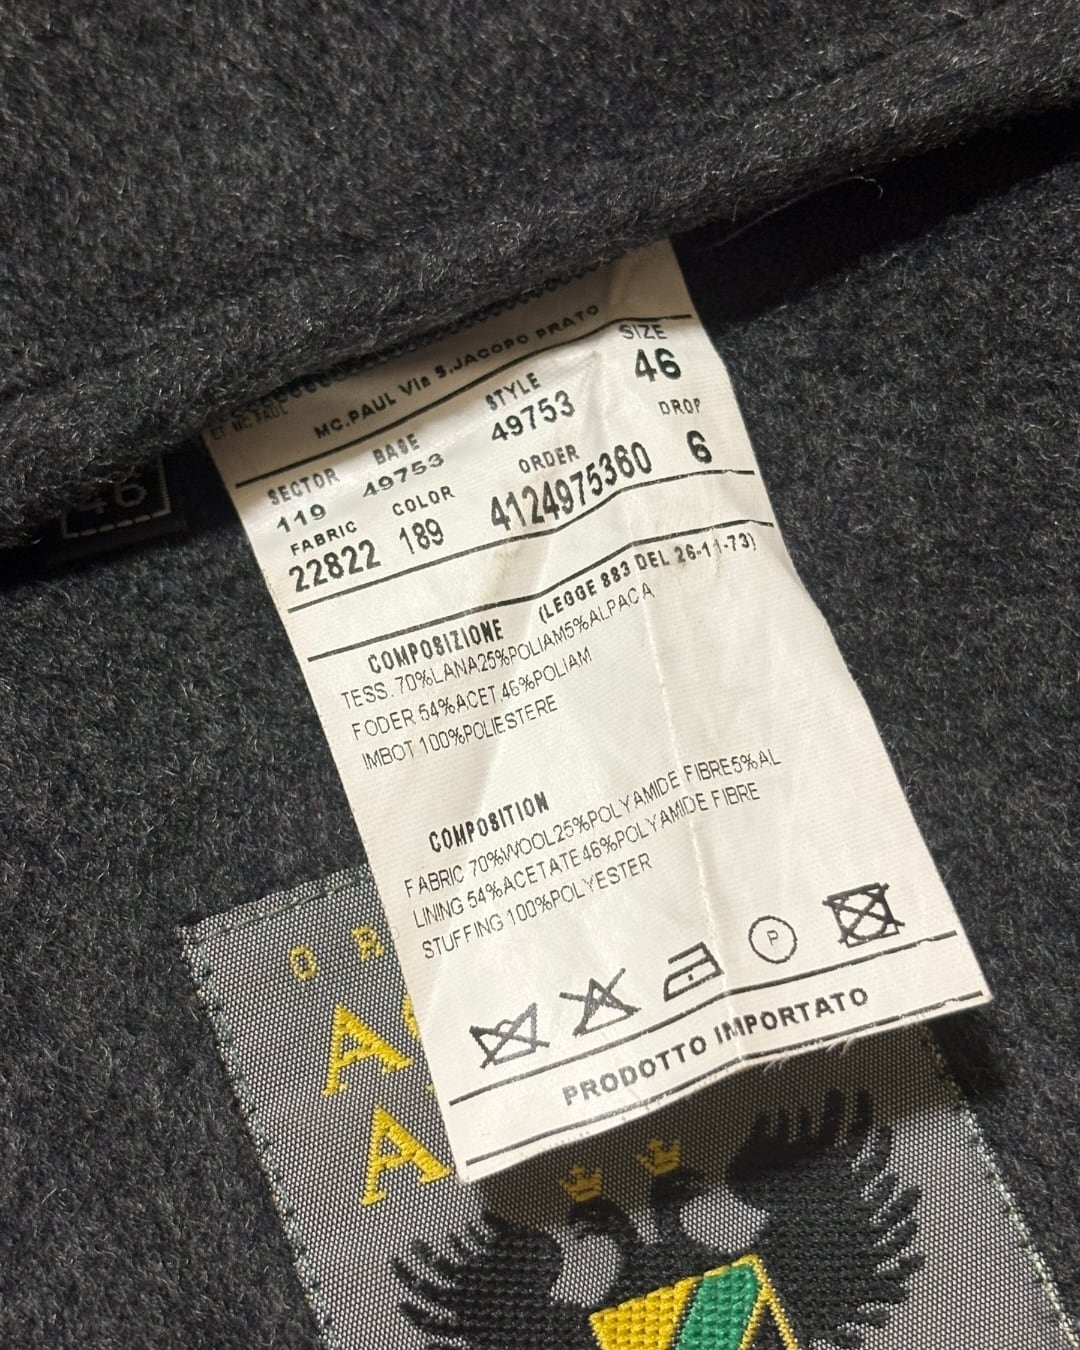 ET MC.PAUL
MC.PAUL Via S.JACOPO PRATO
SECTOR BASE STYLE SIZE
119 49753 49753 46
FABRIC COLOR ORDER DROP
22822 189 4124975360 6
46
COMPOSIZIONE (LEGGE 883 DEL 26-11-73)
TESS. 70%LANA25%POLIAM5%ALPACA
FODER 54%ACET.46%POLIAM
IMBOT 100%POLIESTERE
COMPOSITION
FABRIC 70%WOOL25%POLYAMIDE FIBRE5%AL
LINING 54%ACETATE46%POLYAMIDE FIBRE
STUFFING 100%POLYESTER
P
PRODOTTO IMPORTATO